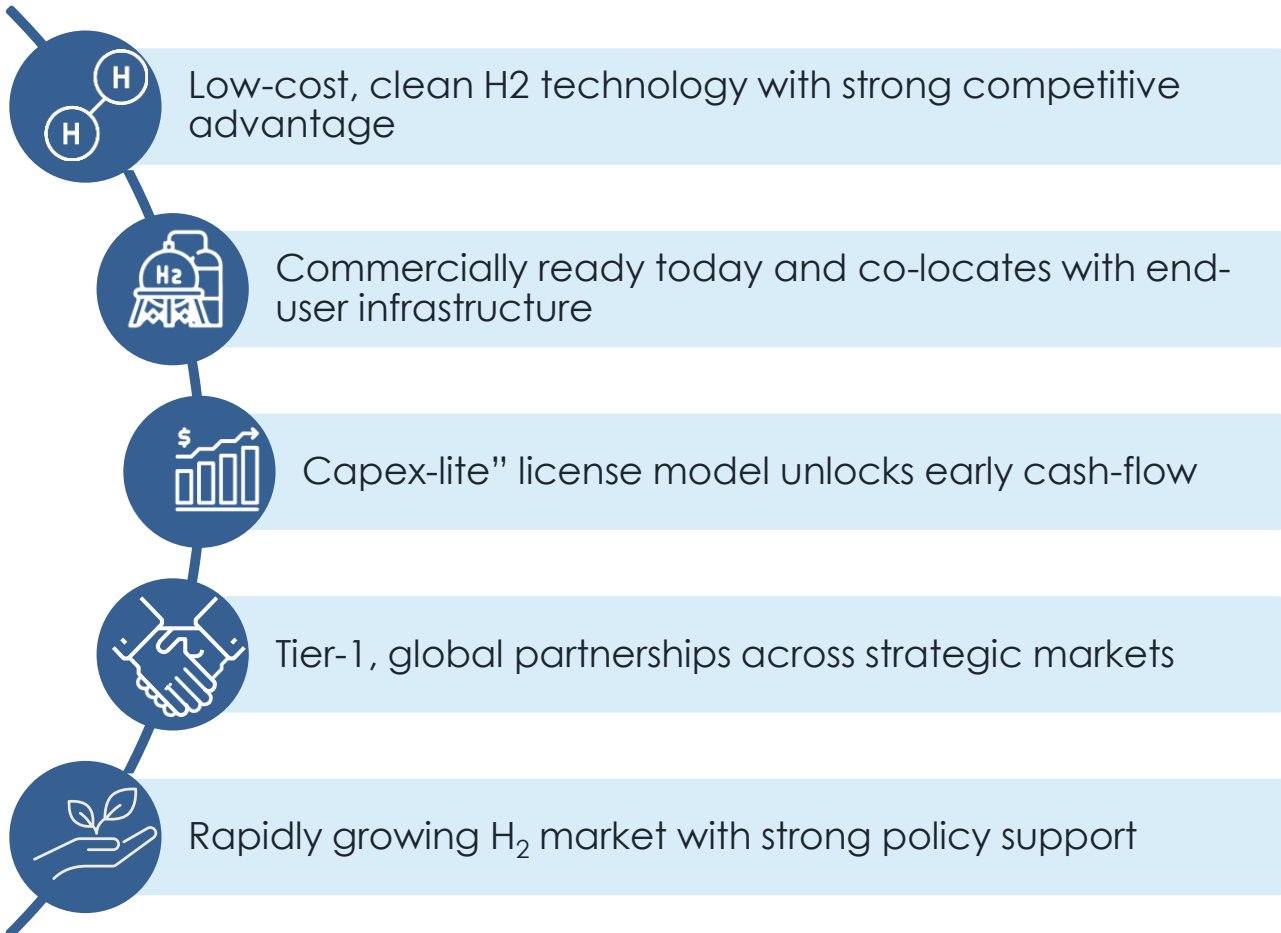 H
H
Low-cost, clean H2 technology with strong competitive
advantage
H2
Commercially ready today and co-locates with end-
user infrastructure
$
Capex-lite” license model unlocks early cash-flow
Tier-1, global partnerships across strategic markets
Rapidly growing H₂ market with strong policy support